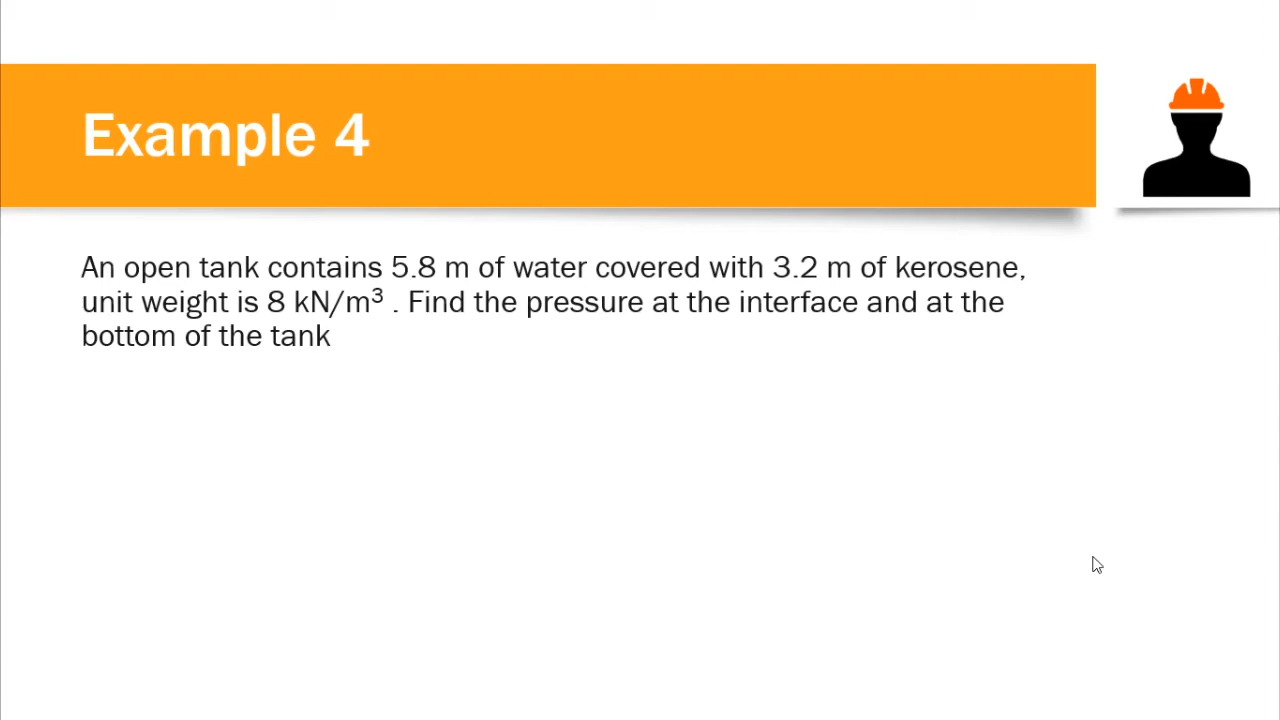 Example 4
An open tank contains 5.8 m of water covered with 3.2 m of kerosene,
unit weight is 8 kN/m³ . Find the pressure at the interface and at the
bottom of the tank